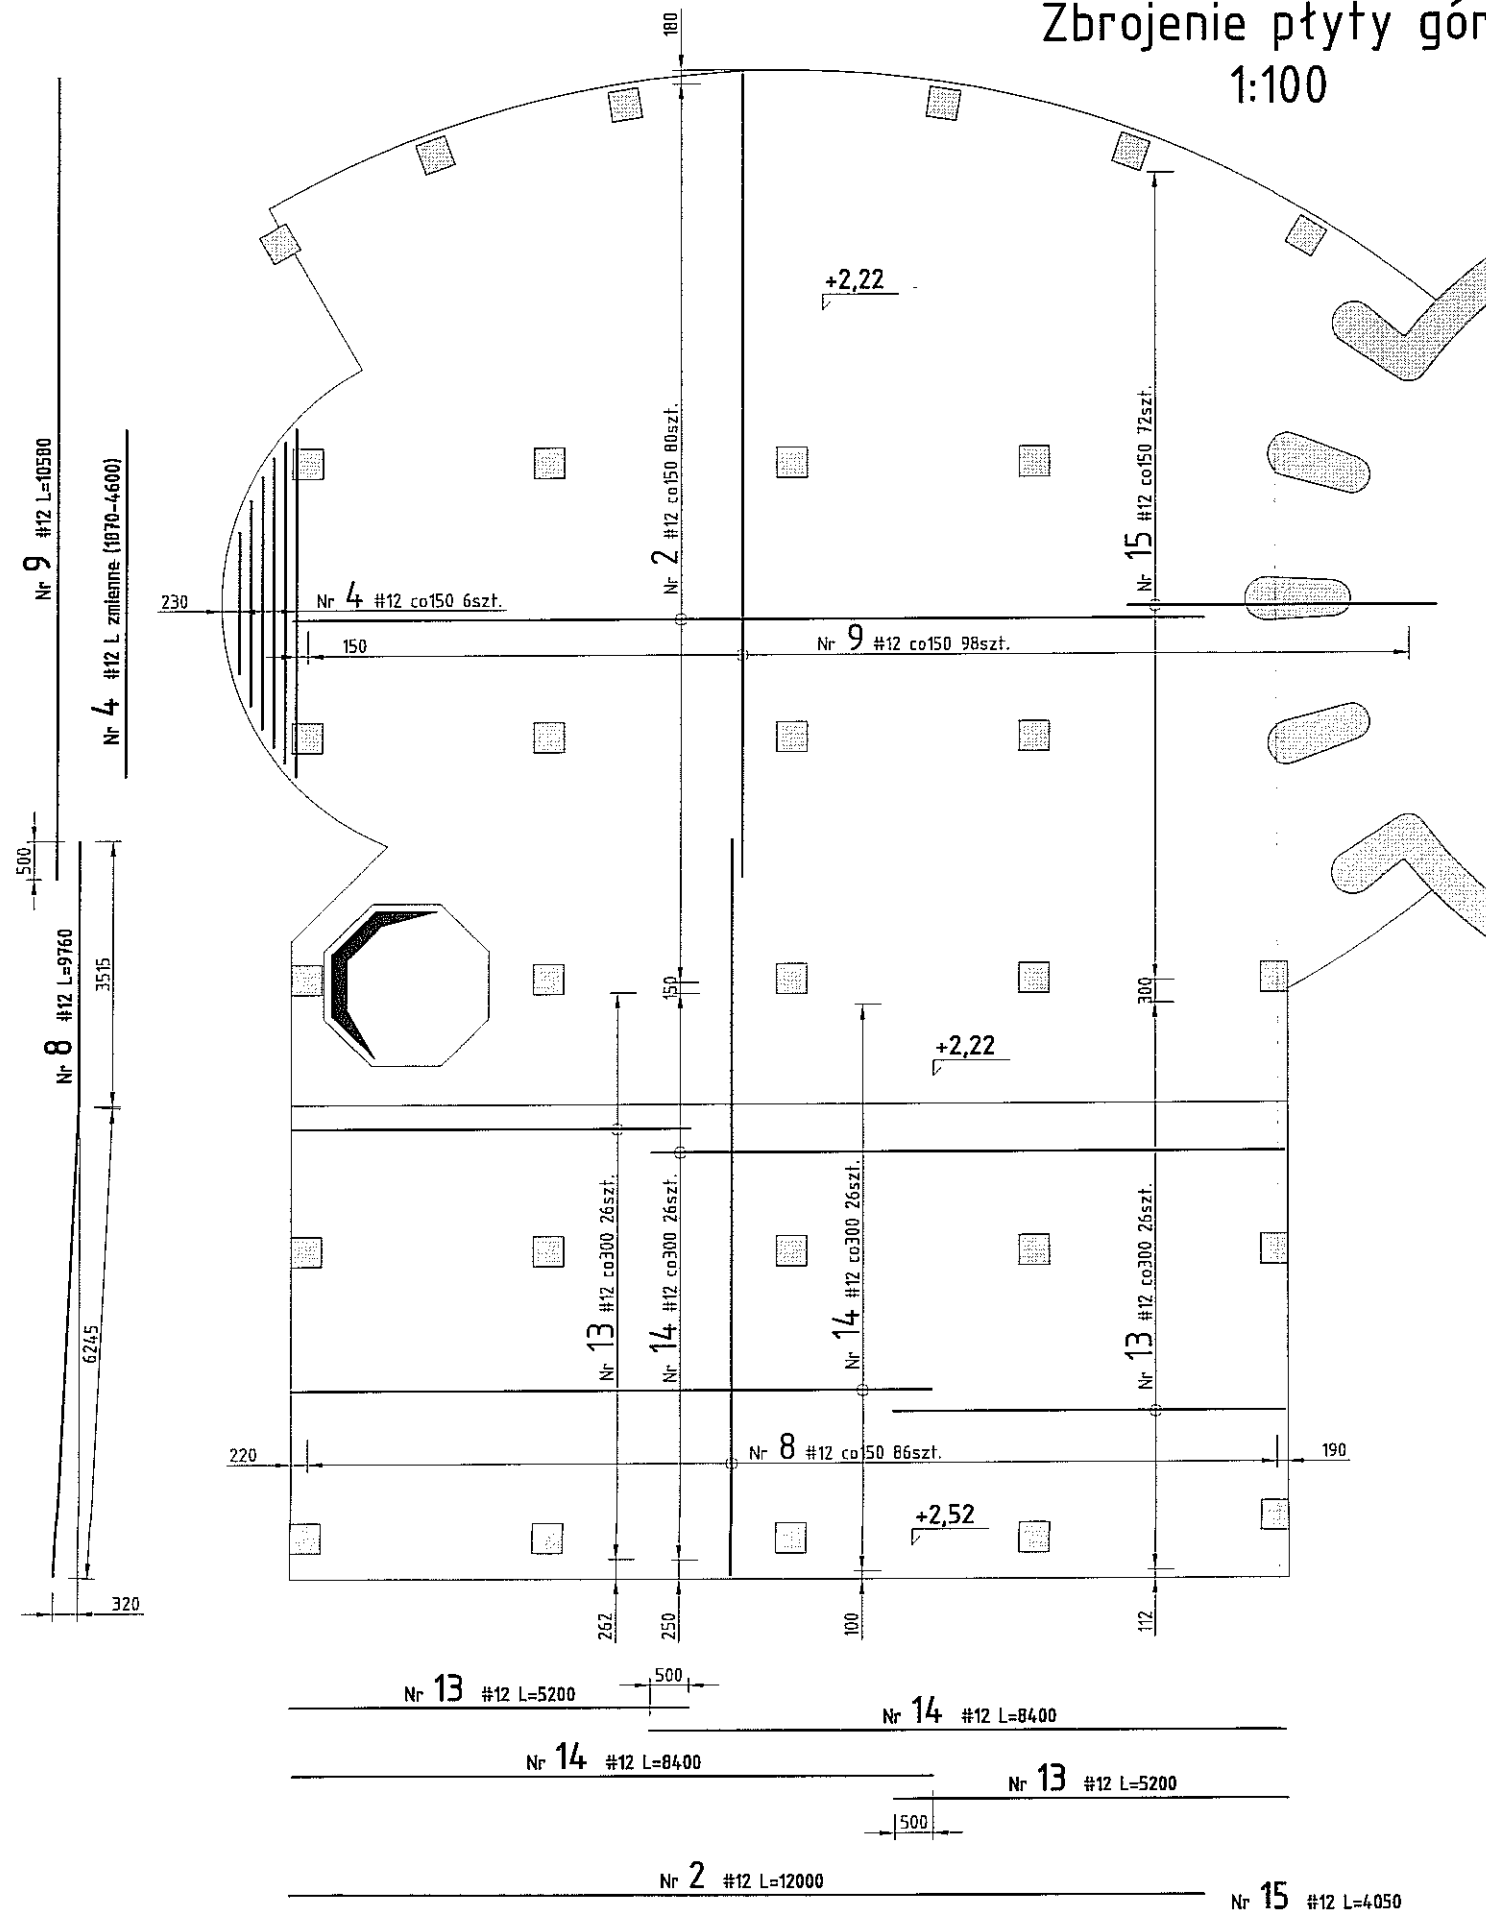 Zbrojenie płyty gór
1:100
180
+2,22
Nr 9 #12 L=10580
Nr 4 #12 L zmienne (1870-4600)
Nr 2 #12 co150 80szt.
Nr 15 #12 co150 72szt.
230
Nr 4 #12 co150 6szt.
150
Nr 9 #12 co150 98szt.
500
Nr 8 #12 L=9760
3515
150
300
+2,22
6245
Nr 13 #12 co300 26szt.
Nr 14 #12 co300 26szt.
Nr 14 #12 co300 26szt.
Nr 13 #12 co300 26szt.
220
Nr 8 #12 co150 86szt.
190
+2,52
320
262
250
100
112
Nr 13 #12 L=5200
500
Nr 14 #12 L=8400
Nr 14 #12 L=8400
Nr 13 #12 L=5200
500
Nr 2 #12 L=12000
Nr 15 #12 L=4050